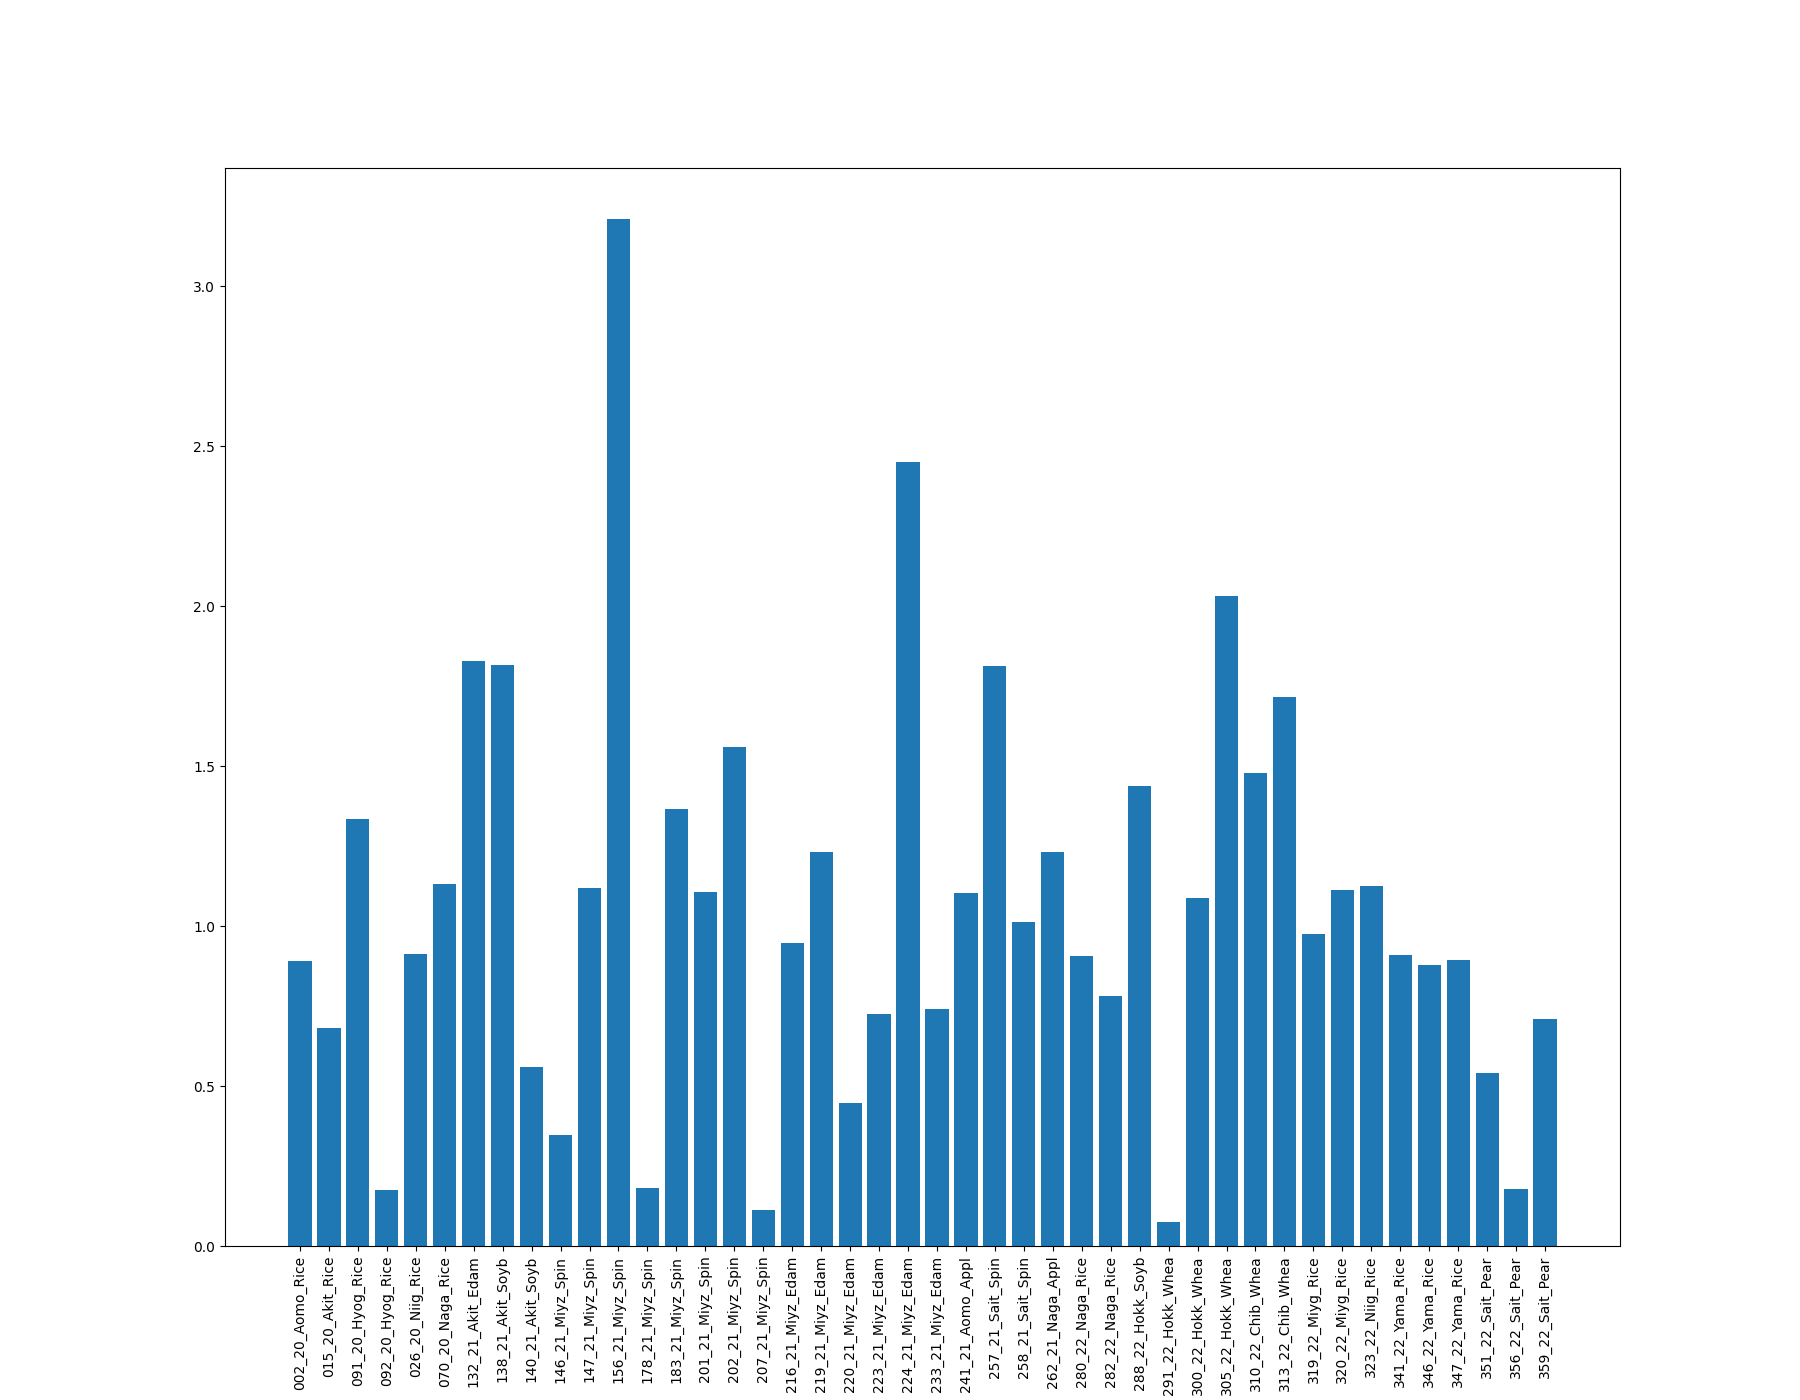 3.0
2.5
2.0
1.5
1.0
0.5
0.0
002_20_Aomo_Rice
015_20_Akit_Rice
091_20_Hyog_Rice
092_20_Hyog_Rice
026_20_Niig_Rice
070_20_Naga_Rice
132_21_Akit_Edam
138_21_Akit_Soyb
140_21_Akit_Soyb
146_21_Miyz_Spin
147_21_Miyz_Spin
156_21_Miyz_Spin
178_21_Miyz_Spin
183_21_Miyz_Spin
201_21_Miyz_Spin
202_21_Miyz_Spin
207_21_Miyz_Spin
216_21_Miyz_Edam
219_21_Miyz_Edam
220_21_Miyz_Edam
223_21_Miyz_Edam
224_21_Miyz_Edam
233_21_Miyz_Edam
241_21_Aomo_Appl
257_21_Sait_Spin
258_21_Sait_Spin
262_21_Naga_Appl
280_22_Naga_Rice
282_22_Naga_Rice
288_22_Hokk_Soyb
291_22_Hokk_Whea
300_22_Hokk_Whea
305_22_Hokk_Whea
310_22_Chib_Whea
313_22_Chib_Whea
319_22_Miyg_Rice
320_22_Miyg_Rice
323_22_Niig_Rice
341_22_Yama_Rice
346_22_Yama_Rice
347_22_Yama_Rice
351_22_Sait_Pear
356_22_Sait_Pear
359_22_Sait_Pear